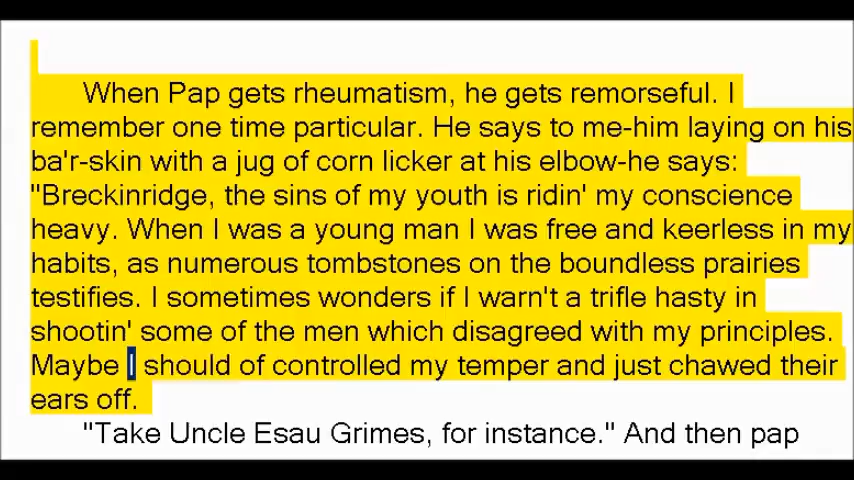 When Pap gets rheumatism, he gets remorseful. I
remember one time particular. He says to me-him laying on his
ba'r-skin with a jug of corn licker at his elbow-he says:
"Breckinridge, the sins of my youth is ridin' my conscience
heavy. When I was a young man I was free and keerless in my
habits, as numerous tombstones on the boundless prairies
testifies. I sometimes wonders if I warn't a trifle hasty in
shootin' some of the men which disagreed with my principles.
Maybe I should of controlled my temper and just chawed their
ears off.
"Take Uncle Esau Grimes, for instance." And then pap